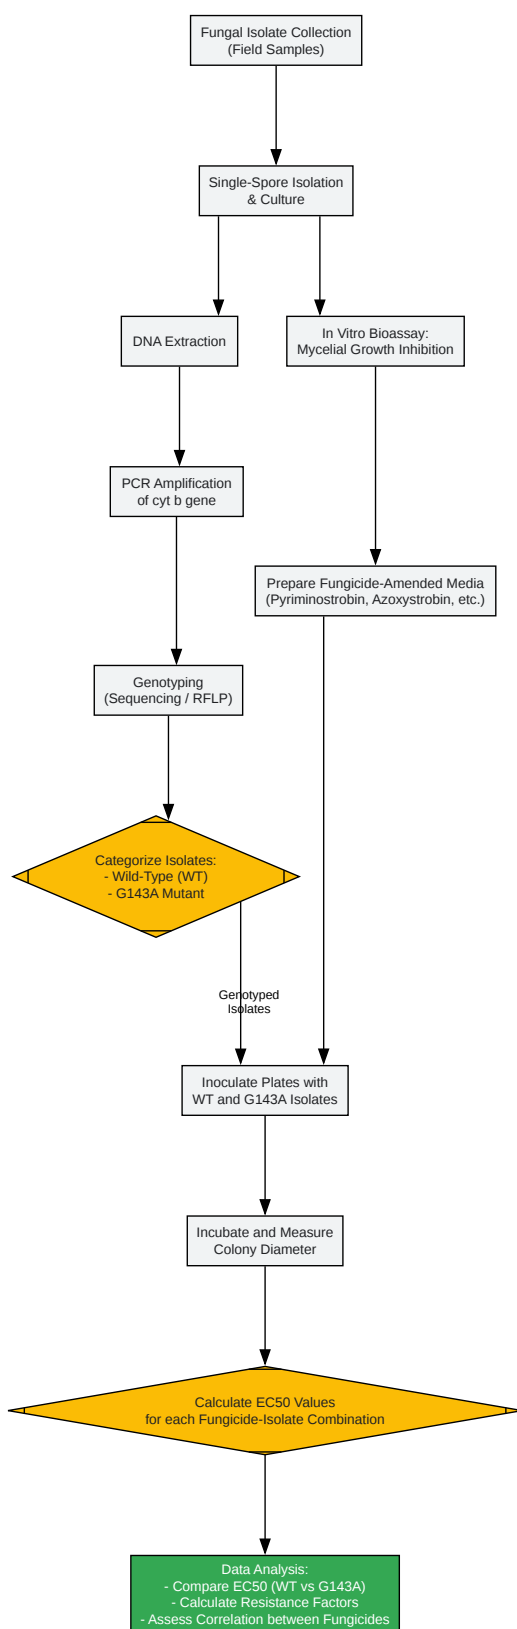 Fungal Isolate Collection
(Field Samples)
Single-Spore Isolation
& Culture
DNA Extraction
In Vitro Bioassay:
Mycelial Growth Inhibition
PCR Amplification
of cyt b gene
Prepare Fungicide-Amended Media
(Pyriminostrobin, Azoxystrobin, etc.)
Genotyping
(Sequencing / RFLP)
Categorize Isolates:
- Wild-Type (WT)
- G143A Mutant
Genotyped
Isolates
Inoculate Plates with
WT and G143A Isolates
Incubate and Measure
Colony Diameter
Calculate EC50 Values
for each Fungicide-Isolate Combination
Data Analysis:
- Compare EC50 (WT vs G143A)
- Calculate Resistance Factors
- Assess Correlation between Fungicides